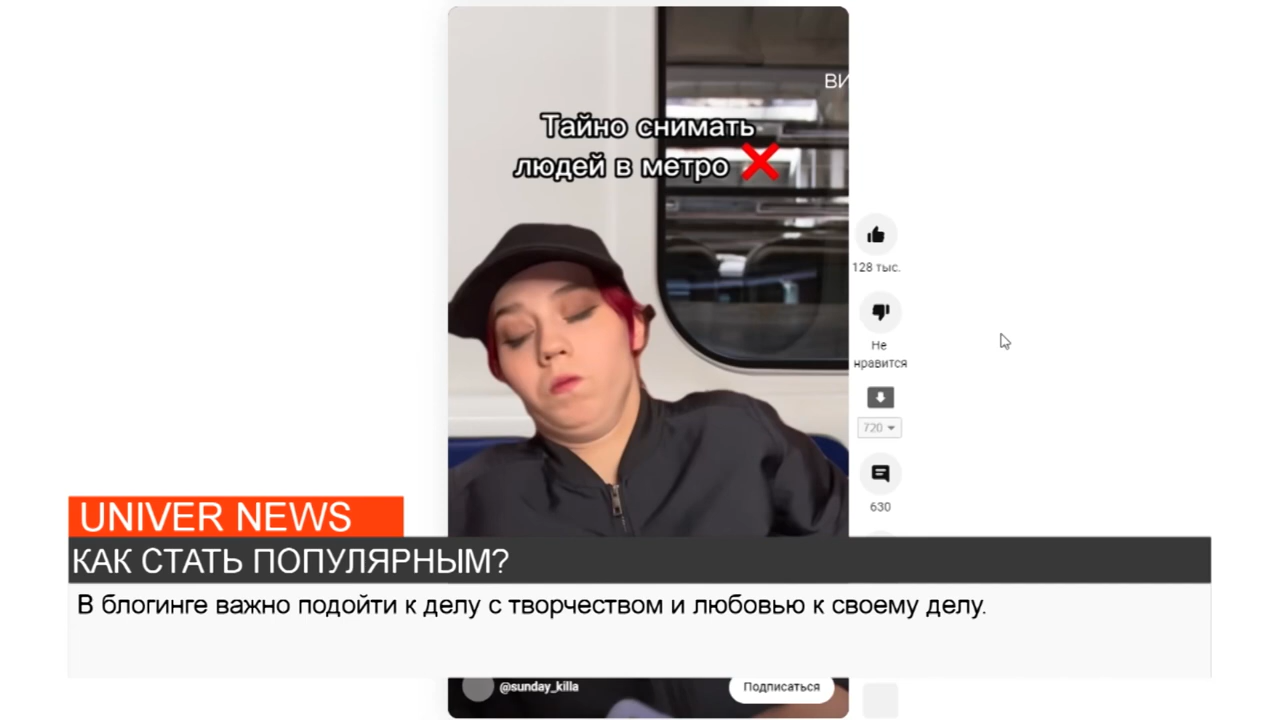 ВИ
Тайно снимать
людей в метро
128 тыс.
Не
нравится
720
630
UNIVER NEWS
КАК СТАТЬ ПОПУЛЯРНЫМ?
В блогинге важно подойти к делу с творчеством и любовью к своему делу.
@sunday_killa
Подписаться